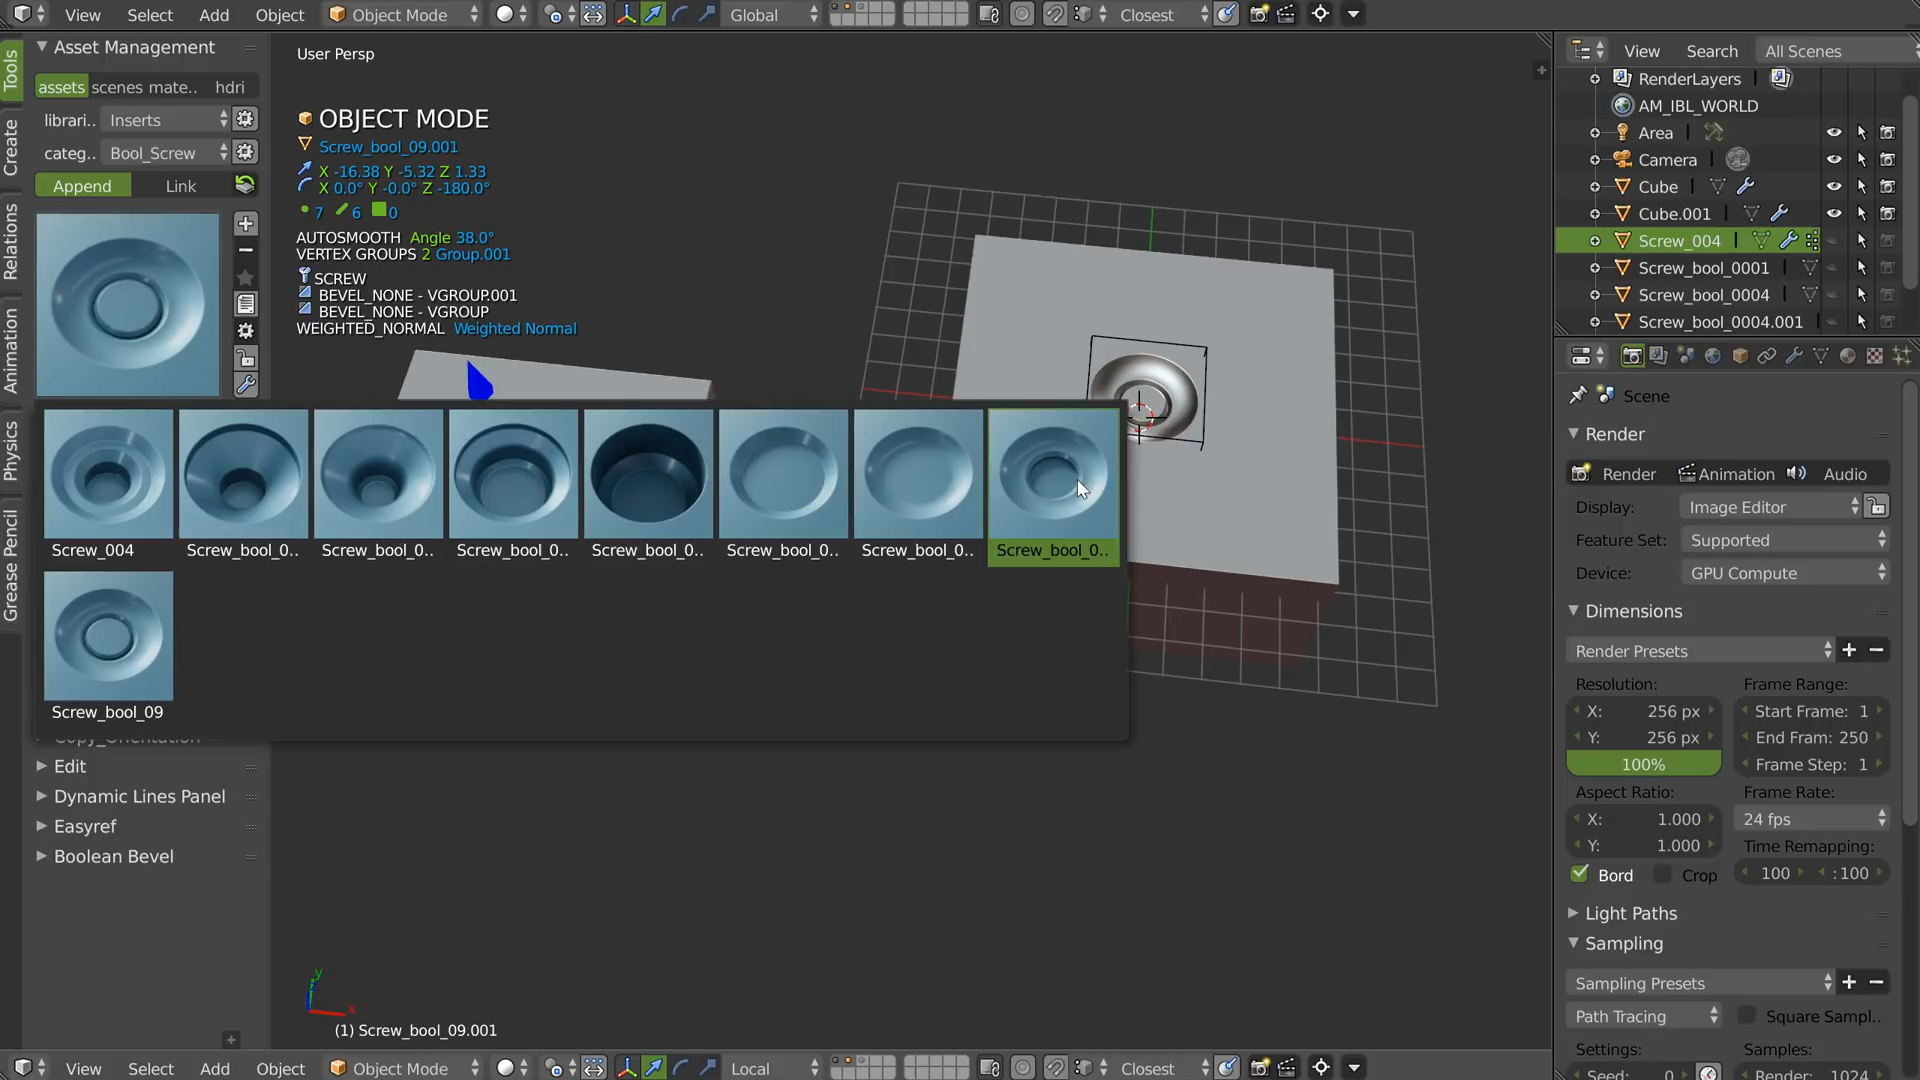 View Select Add Object Object Mode Global Closest
Tools
Create
Relations
Animation
Physics
Grease Pencil
Asset Management
assets scenes mate.. hdri
librari.. Inserts
categ.. Bool_Screw
Append Link
User Persp
OBJECT MODE
Screw_bool_09.001
X -16.38 Y -5.32 Z 1.33
X 0.0° Y -0.0° Z -180.0°
7 6 0
AUTOSMOOTH Angle 38.0°
VERTEX GROUPS 2 Group.001
SCREW
BEVEL_NONE - VGROUP.001
BEVEL_NONE - VGROUP
WEIGHTED_NORMAL Weighted Normal
Screw_004 Screw_bool_0.. Screw_bool_0.. Screw_bool_0.. Screw_bool_0.. Screw_bool_0.. Screw_bool_0.. Screw_bool_0..
Screw_bool_09
Copy_Orientation
Edit
Dynamic Lines Panel
Easyref
Boolean Bevel
y
x
(1) Screw_bool_09.001
View Select Add Object Object Mode Local Closest
View Search All Scenes
RenderLayers
AM_IBL_WORLD
Area
Camera
Cube
Cube.001
Screw_004
Screw_bool_0001
Screw_bool_0004
Screw_bool_0004.001
Scene
Render
Render Animation Audio
Display: Image Editor
Feature Set: Supported
Device: GPU Compute
Dimensions
Render Presets
Resolution: Frame Range:
X: 256 px Start Frame: 1
Y: 256 px End Fram: 250
100% Frame Step: 1
Aspect Ratio: Frame Rate:
X: 1.000 24 fps
Y: 1.000 Time Remapping:
Bord Crop 100 :100
Light Paths
Sampling
Sampling Presets
Path Tracing Square Sampl..
Settings: Samples:
Seed: 0 Render: 1024